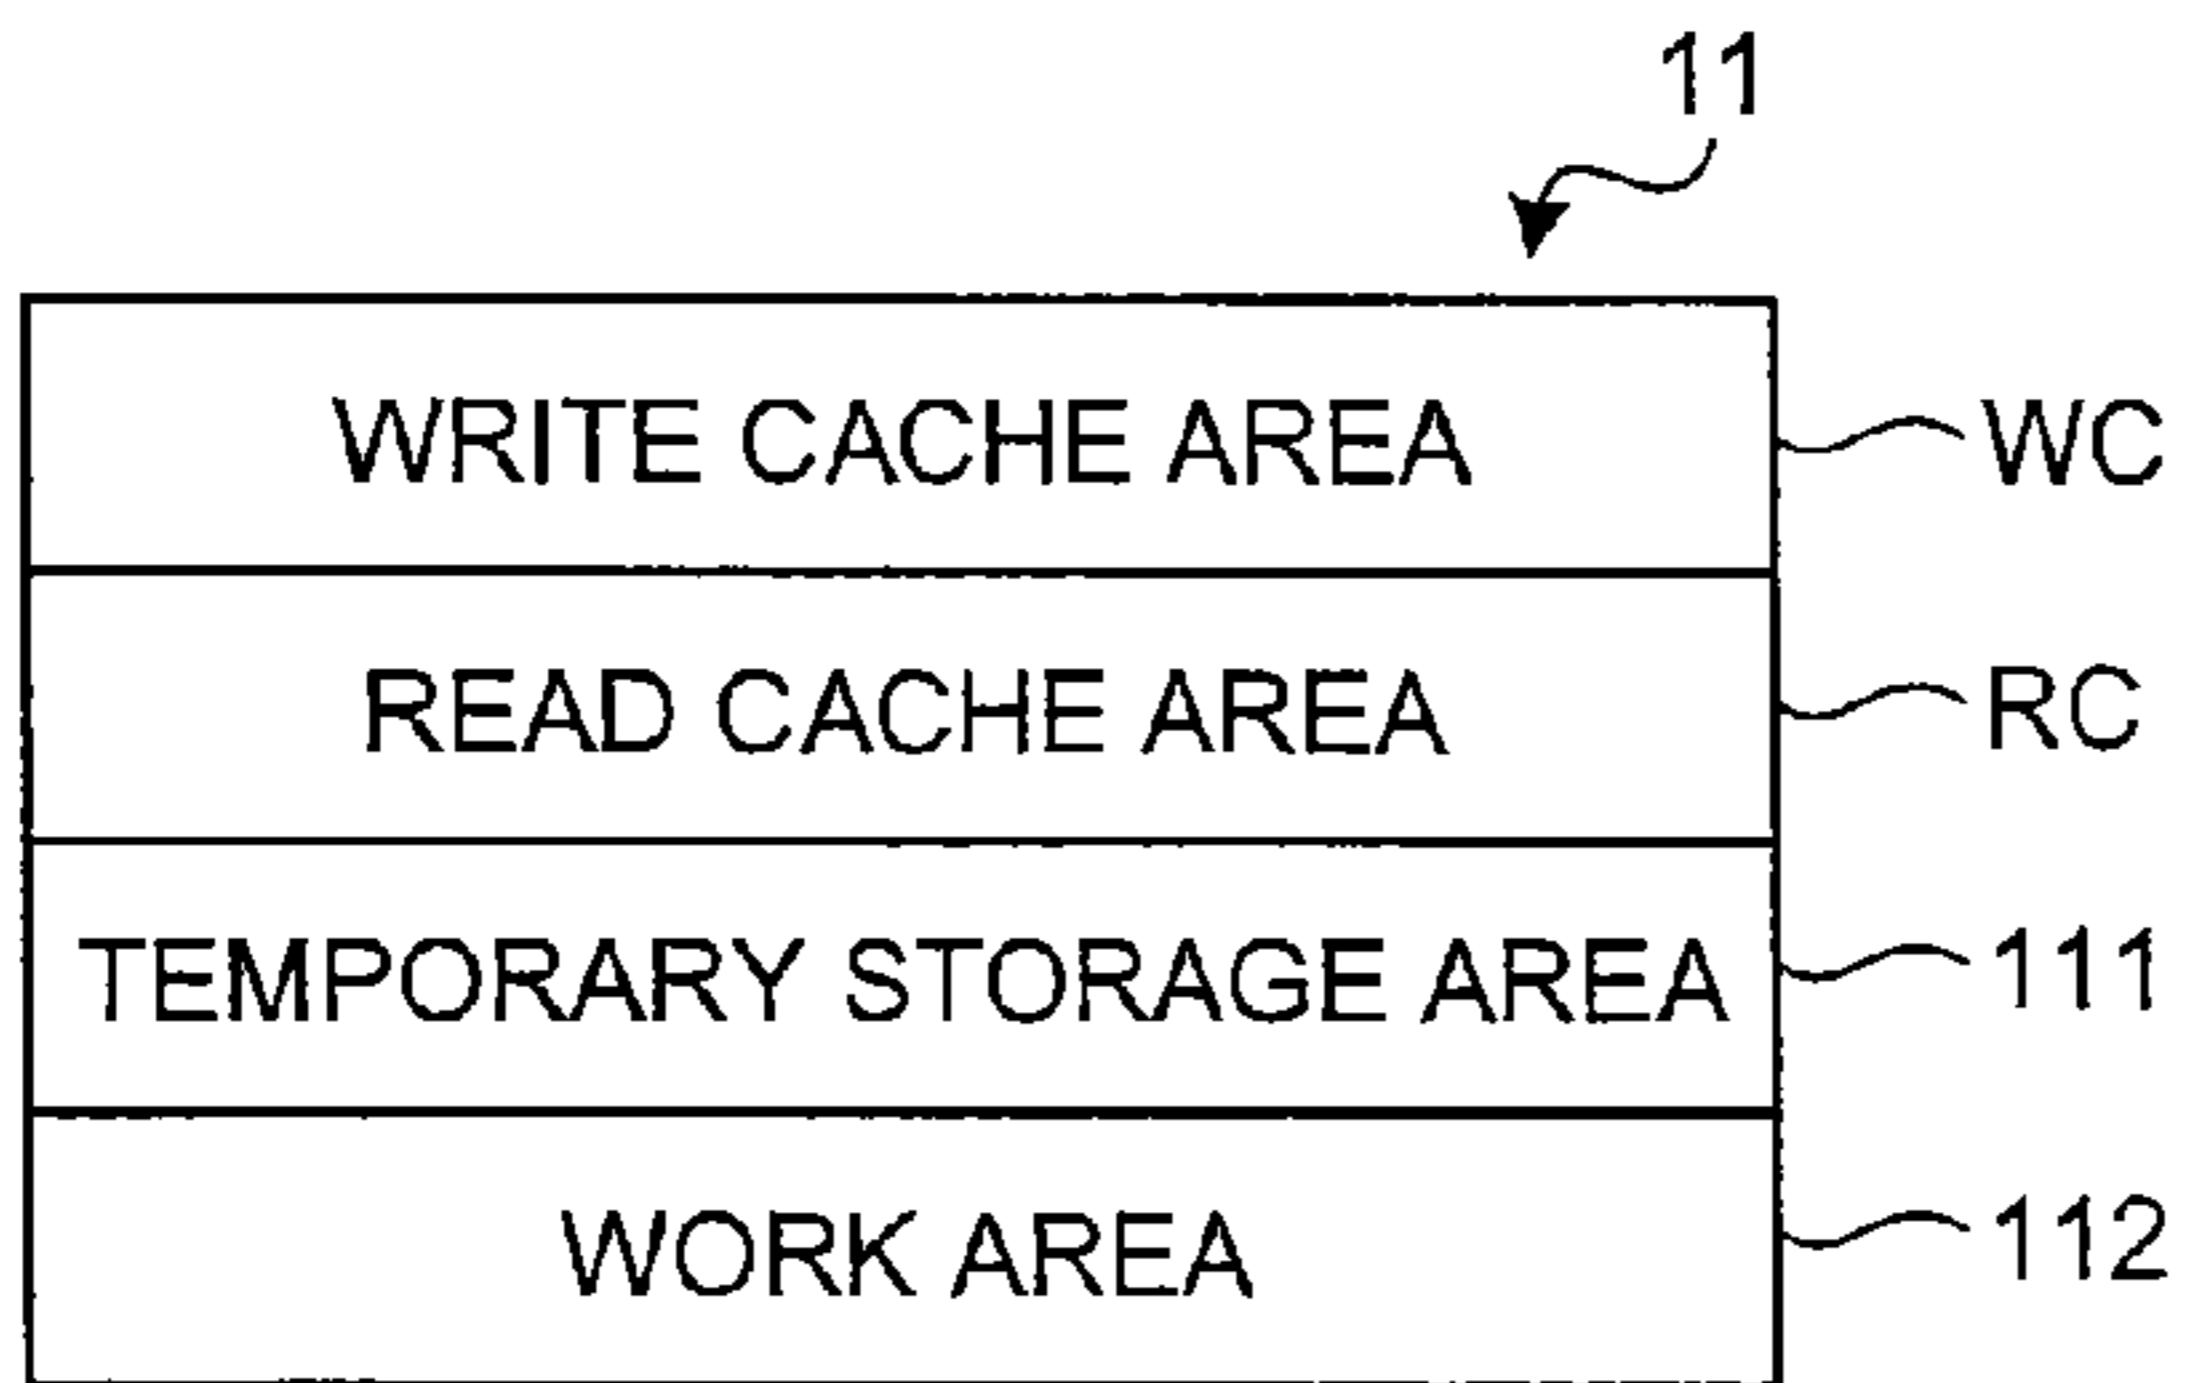 11
WRITE CACHE AREA WC
READ CACHE AREA RC
TEMPORARY STORAGE AREA 111
WORK AREA 112